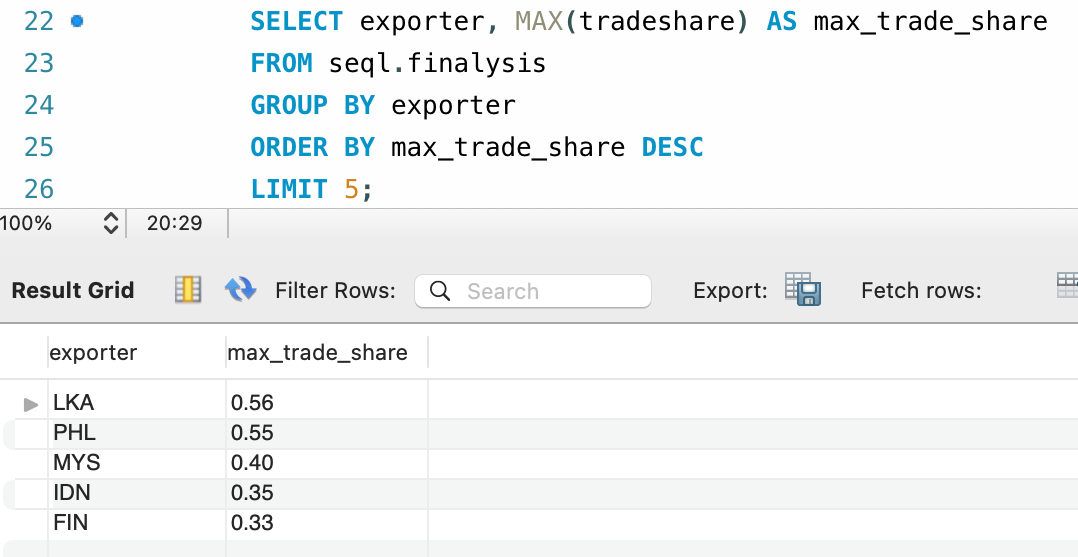 22 SELECT exporter, MAX(tradeshare) AS max_trade_share
23 FROM seql.finalysis
24 GROUP BY exporter
25 ORDER BY max_trade_share DESC
26 LIMIT 5;
100% 20:29
Result Grid Filter Rows: Search Export: Fetch rows:
exporter max_trade_share
LKA 0.56
PHL 0.55
MYS 0.40
IDN 0.35
FIN 0.33